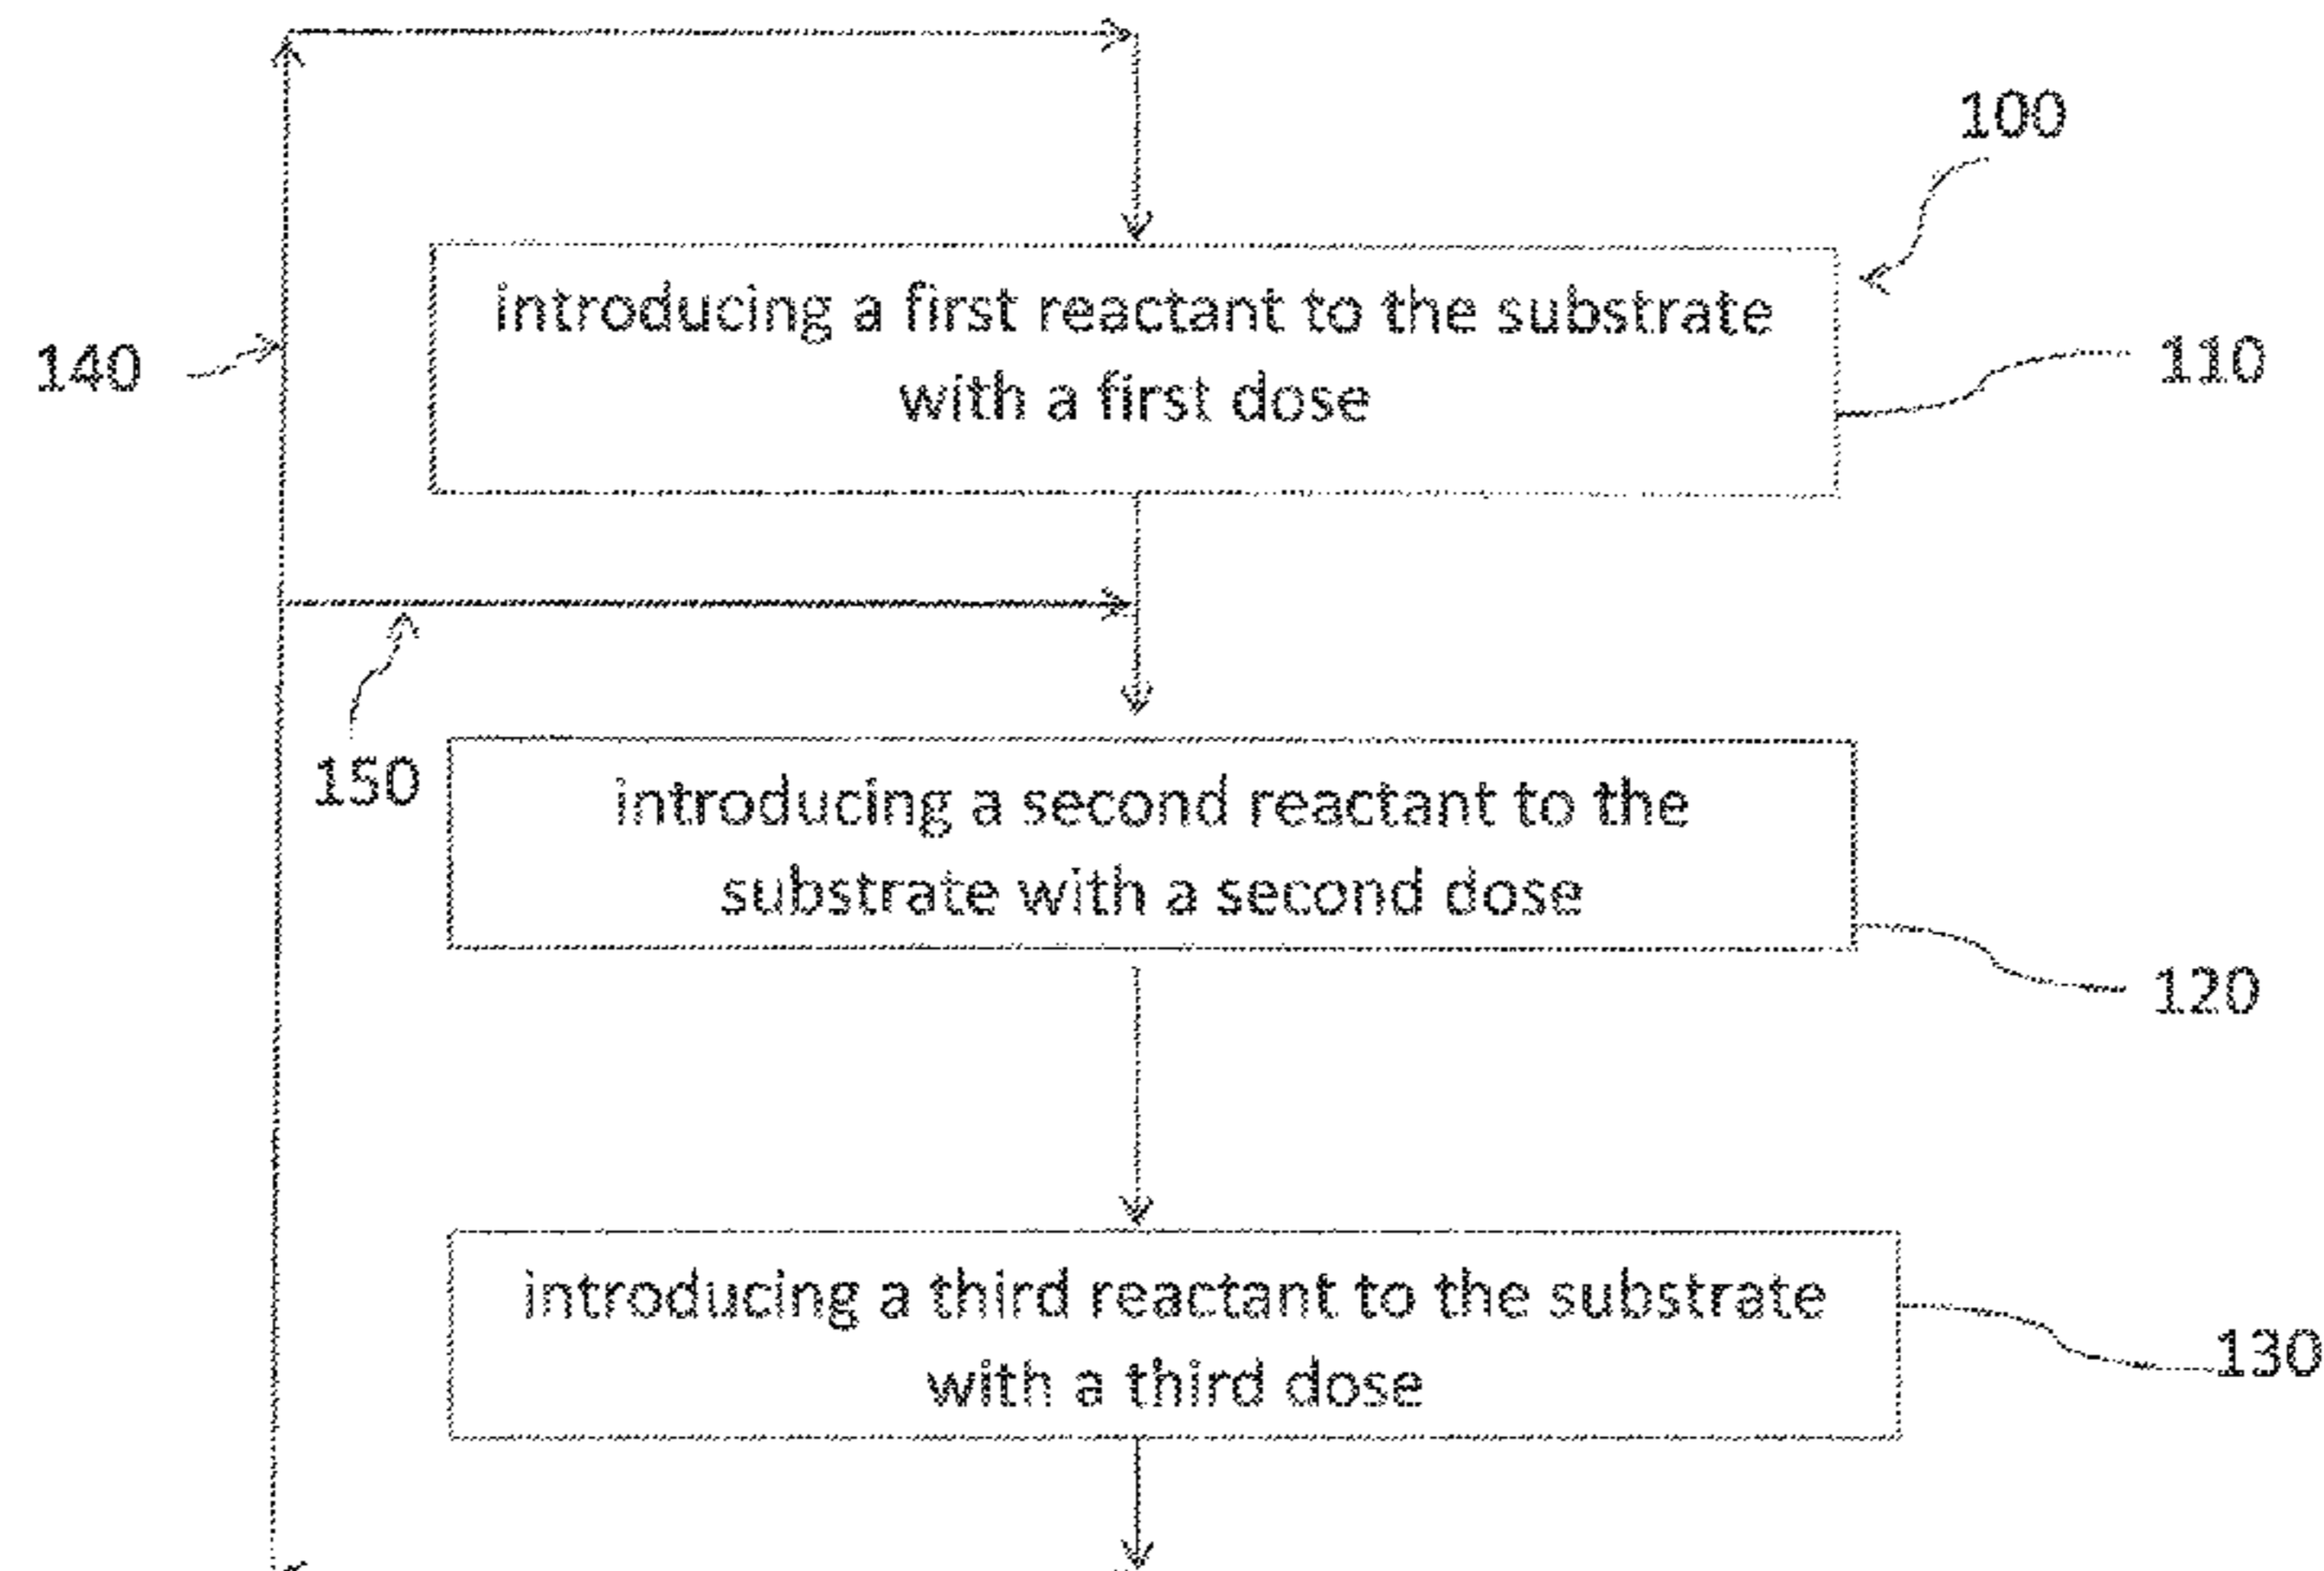 100
introducing a first reactant to the substrate
with a first dose
110
140
150
introducing a second reactant to the
substrate with a second dose
120
introducing a third reactant to the substrate
with a third dose
130